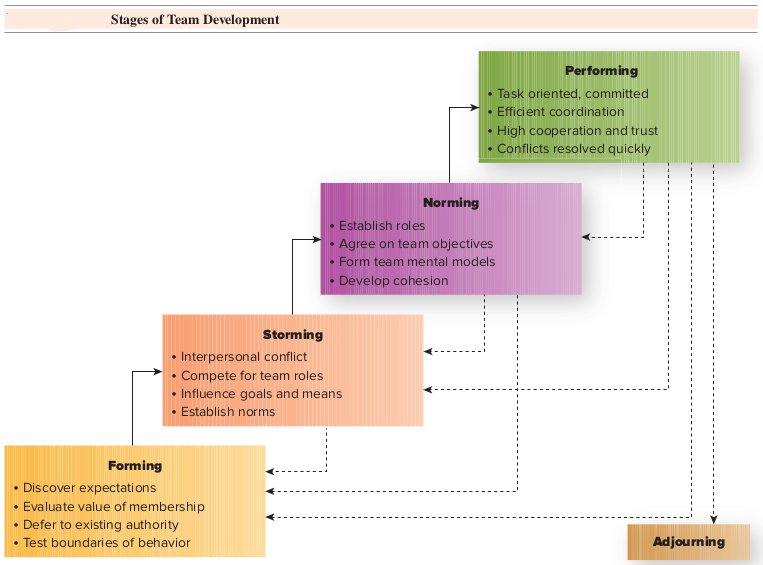 Stages of Team Development
Performing
• Task oriented, committed
• Efficient coordination
• High cooperation and trust
• Conflicts resolved quickly
Norming
• Establish roles
• Agree on team objectives
• Form team mental models
• Develop cohesion
Storming
• Interpersonal conflict
• Compete for team roles
• Influence goals and means
• Establish norms
Forming
• Discover expectations
• Evaluate value of membership
• Defer to existing authority
• Test boundaries of behavior
Adjourning